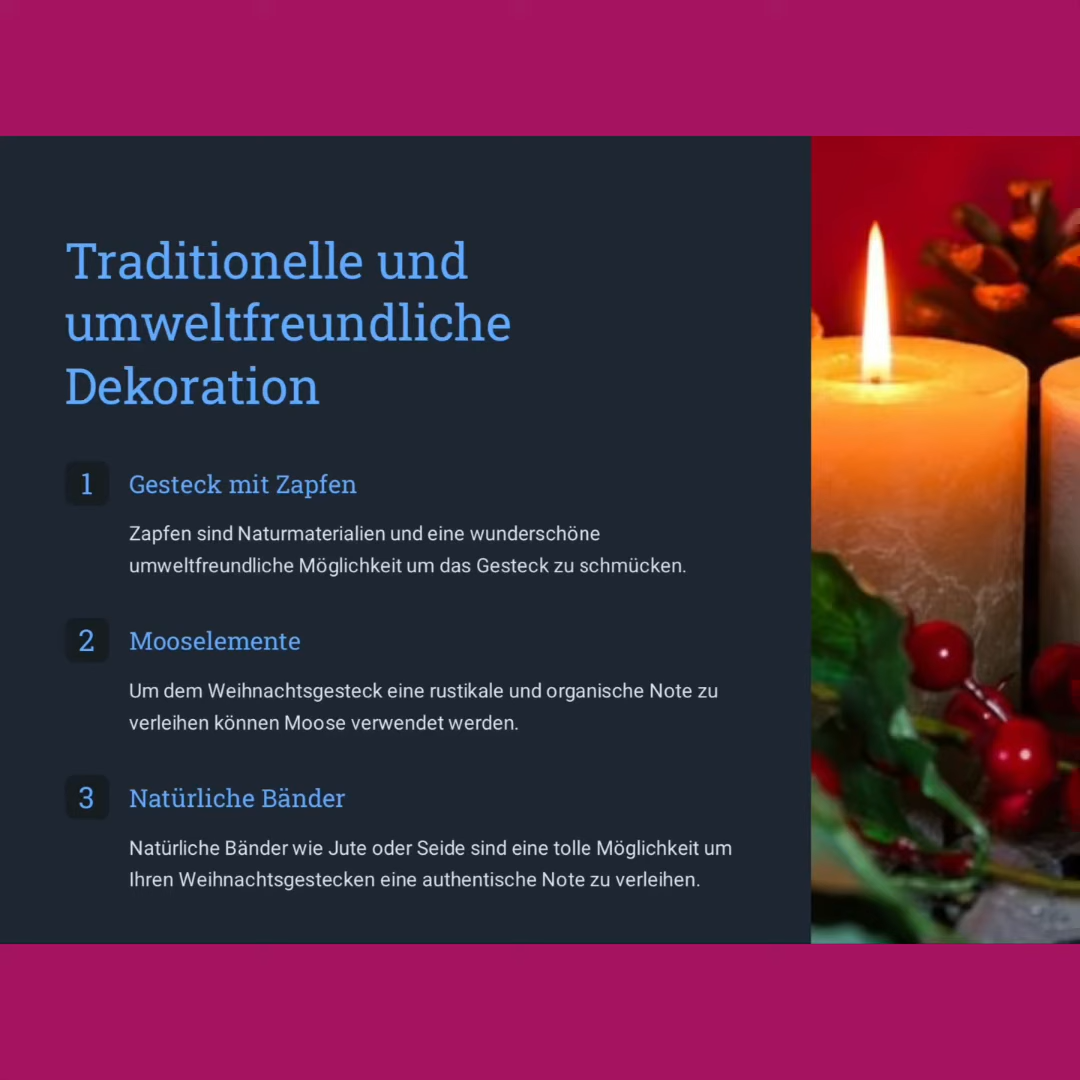 Traditionelle und
umweltfreundliche
Dekoration
1 Gesteck mit Zapfen
Zapfen sind Naturmaterialien und eine wunderschöne
umweltfreundliche Möglichkeit um das Gesteck zu schmücken.
2 Mooselemente
Um dem Weihnachtsgesteck eine rustikale und organische Note zu
verleihen können Moose verwendet werden.
3 Natürliche Bänder
Natürliche Bänder wie Jute oder Seide sind eine tolle Möglichkeit um
Ihren Weihnachtsgestecken eine authentische Note zu verleihen.